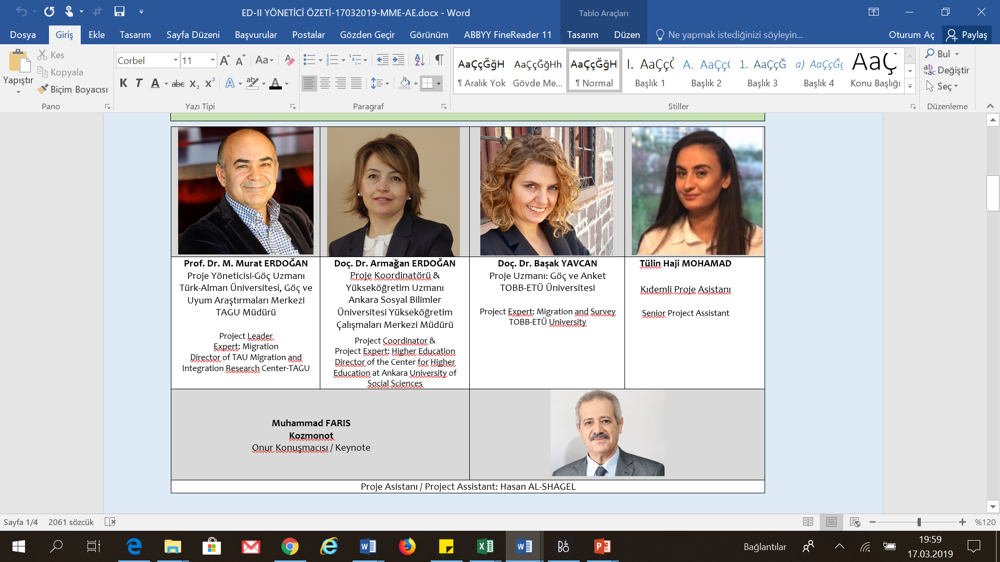 ED-II YÖNETİCİ ÖZETİ-17032019-MME-AE.docx - Word
Tablo Araçları
Dosya Giriş Ekle Tasarım Sayfa Düzeni Başvurular Postalar Gözden Geçir Görünüm ABBYY FineReader 11 Tasarım Düzen Ne yapmak istediğinizi söyleyin... Oturum Aç Paylaş
Yapıştır
Kes
Kopyala
Biçim Boyacısı
Pano
Corbel 11
Yazı Tipi
Paragraf
AaÇçĞğH AaÇçĞğHh AaÇçĞğH I. AaÇçĞ A. AaÇçĞ 1. AaÇçĞ a) AaÇçĞğ AaÇç
¶ Aralık Yok Gövde Me... ¶ Normal Başlık 1 Başlık 2 Başlık 3 Başlık 4 Konu Başlığı
Stiller
Bul
Değiştir
Seç
Düzenleme
Prof. Dr. M. Murat ERDOĞAN
Proje Yöneticisi-Göç Uzmanı
Türk-Alman Üniversitesi, Göç ve
Uyum Araştırmaları Merkezi
TAGU Müdürü
Project Leader
Expert: Migration
Director of TAU Migration and
Integration Research Center-TAGU
Doç. Dr. Armağan ERDOĞAN
Proje Koordinatörü &
Yükseköğretim Uzmanı
Ankara Sosyal Bilimler
Üniversitesi Yükseköğretim
Çalışmaları Merkezi Müdürü
Project Coordinator &
Project Expert: Higher Education
Director of the Center for Higher
Education at Ankara University of
Social Sciences
Doç. Dr. Başak YAVCAN
Proje Uzmanı: Göç ve Anket
TOBB-ETÜ Üniversitesi
Project Expert: Migration and Survey
TOBB-ETÜ University
Tülin Haji MOHAMAD
Kıdemli Proje Asistanı
Senior Project Assistant
Muhammad FARIS
Kozmonot
Onur Konuşmacısı / Keynote
Proje Asistanı / Project Assistant: Hasan AL-SHAGEL
Sayfa 1/4 2061 sözcük %120
Bağlantılar
19:59
17.03.2019